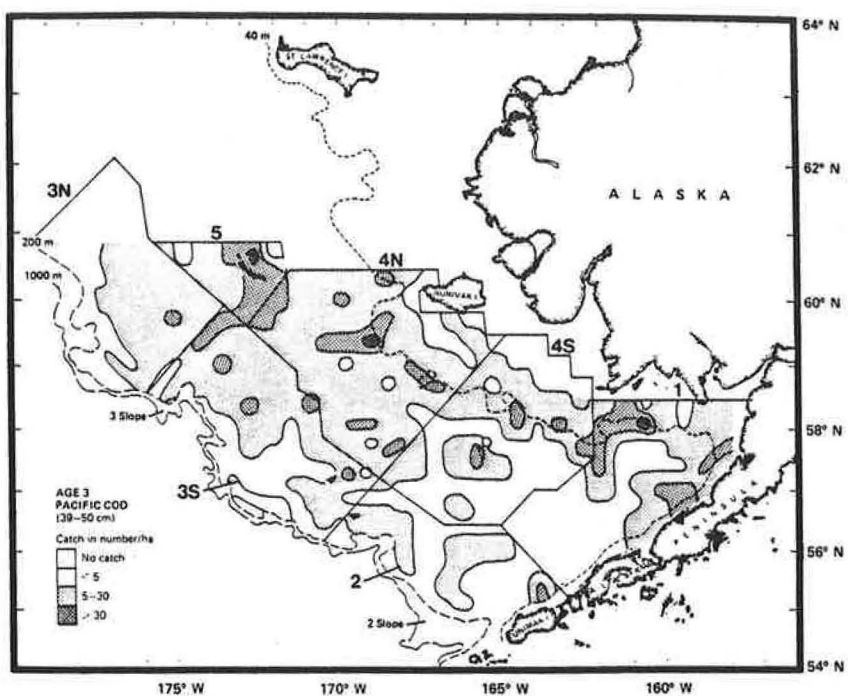 64° N
62° N
60° N
58° N
56° N
54° N
40 m
ST. LAWRENCE I.
ALASKA
3N
200 m
1000 m
5
4N
NUNIVAK I.
4S
1
3 Slope
3S
2
2 Slope
PENINSULA
UNIMAK I.
AGE 3
PACIFIC COD
(39–50 cm)
Catch in number/ha
No catch
< 5
5–30
> 30
175° W
170° W
165° W
160° W